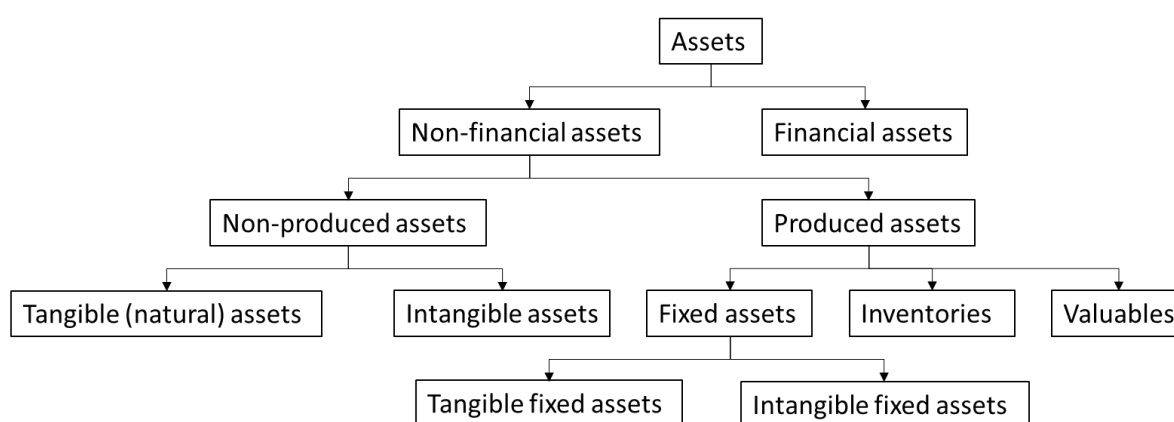 Assets
Non-financial assets
Financial assets
Non-produced assets
Produced assets
Tangible (natural) assets
Intangible assets
Fixed assets
Inventories
Valuables
Tangible fixed assets
Intangible fixed assets